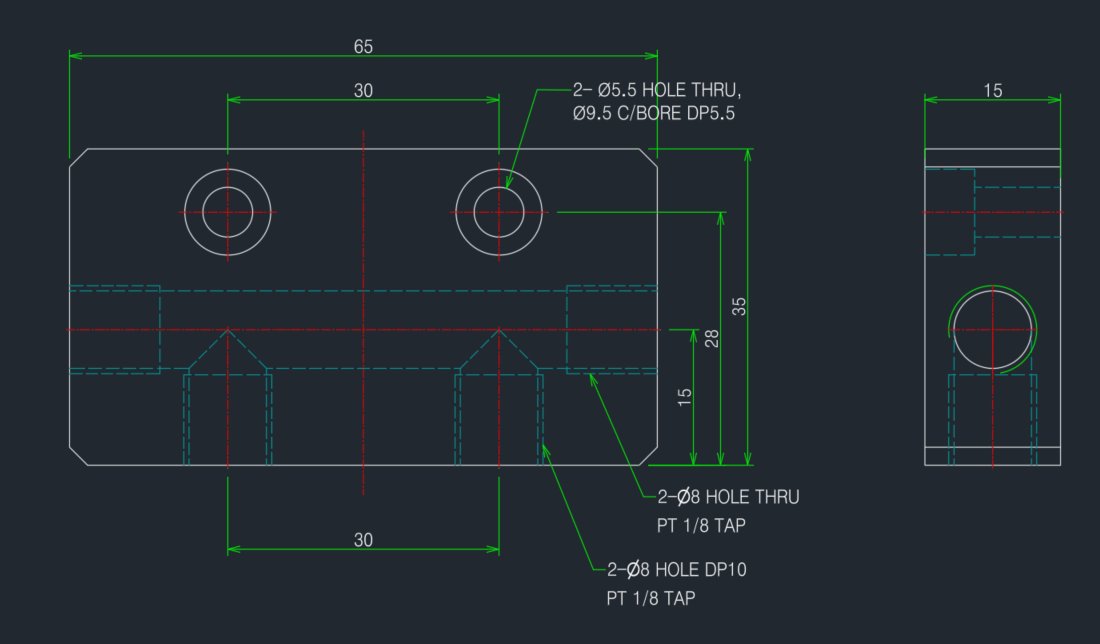 65
30
2- Ø5.5 HOLE THRU,
Ø9.5 C/BORE DP5.5
15
35
28
15
2-Ø8 HOLE THRU
PT 1/8 TAP
30
2-Ø8 HOLE DP10
PT 1/8 TAP